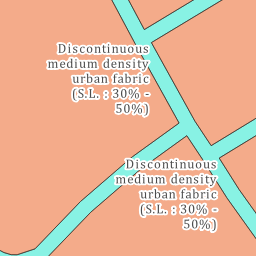 Discontinuous
medium density
urban fabric
(S.L. : 30% -
50%)
Discontinuous
medium density
urban fabric
(S.L. : 30% -
50%)